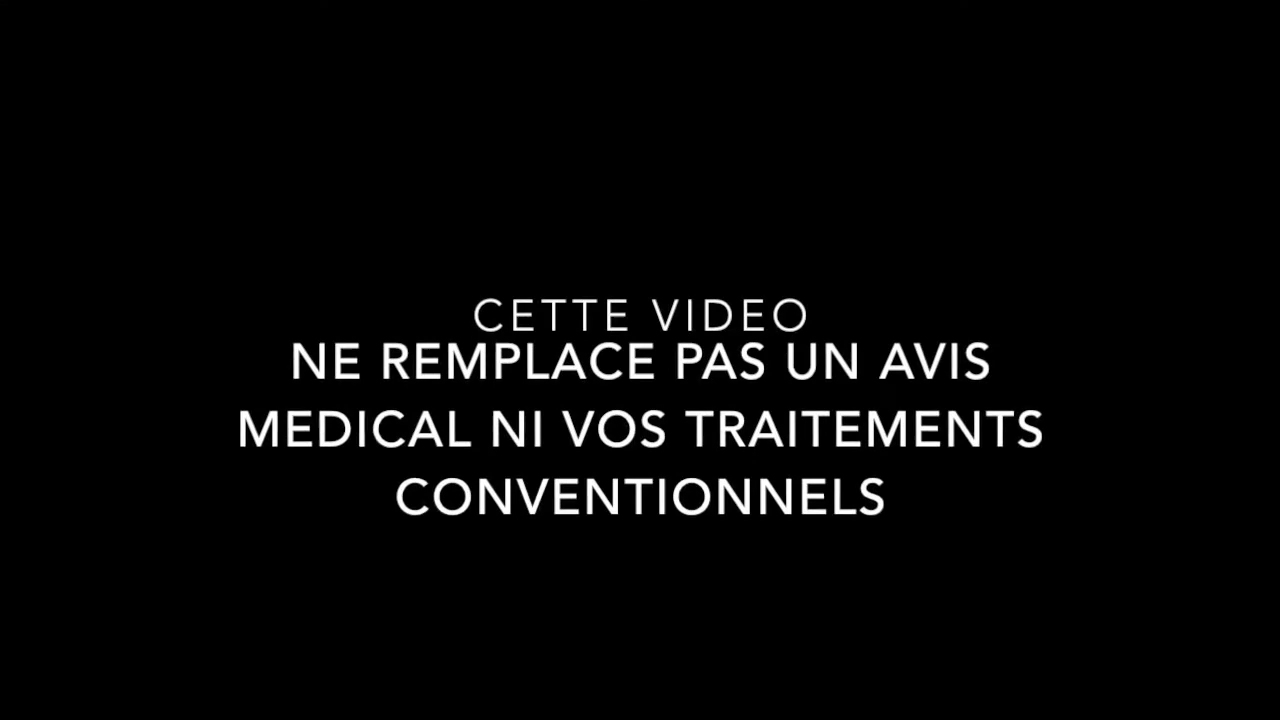 CETTE VIDEO
NE REMPLACE PAS UN AVIS
MEDICAL NI VOS TRAITEMENTS
CONVENTIONNELS